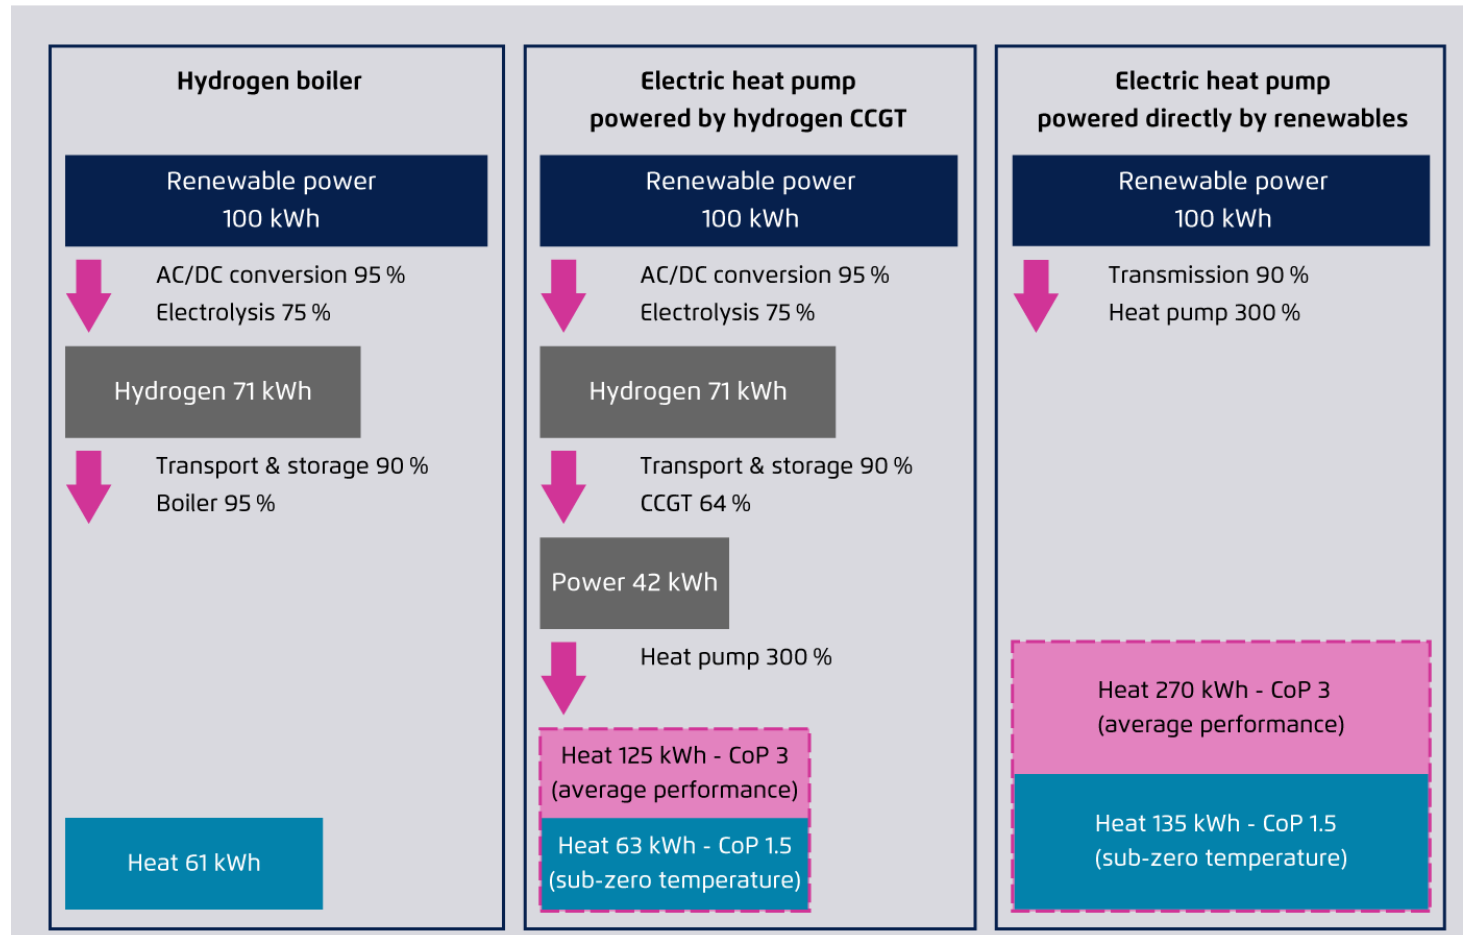 Hydrogen boiler
Renewable power
100 kWh
AC/DC conversion 95 %
Electrolysis 75 %
Hydrogen 71 kWh
Transport & storage 90 %
Boiler 95 %
Heat 61 kWh
Electric heat pump
powered by hydrogen CCGT
Renewable power
100 kWh
AC/DC conversion 95 %
Electrolysis 75 %
Hydrogen 71 kWh
Transport & storage 90 %
CCGT 64 %
Power 42 kWh
Heat pump 300 %
Heat 125 kWh - CoP 3
(average performance)
Heat 63 kWh - CoP 1.5
(sub-zero temperature)
Electric heat pump
powered directly by renewables
Renewable power
100 kWh
Transmission 90 %
Heat pump 300 %
Heat 270 kWh - CoP 3
(average performance)
Heat 135 kWh - CoP 1.5
(sub-zero temperature)